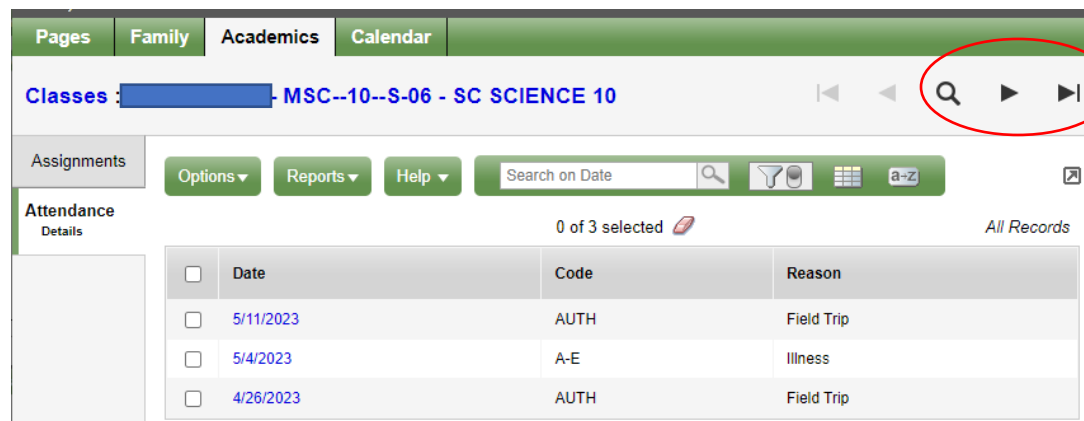 Pages Family Academics Calendar
Classes : - MSC--10--S-06 - SC SCIENCE 10
Assignments
Options Reports Help Search on Date a-z
Attendance
Details
0 of 3 selected All Records
Date Code Reason
5/11/2023 AUTH Field Trip
5/4/2023 A-E Illness
4/26/2023 AUTH Field Trip